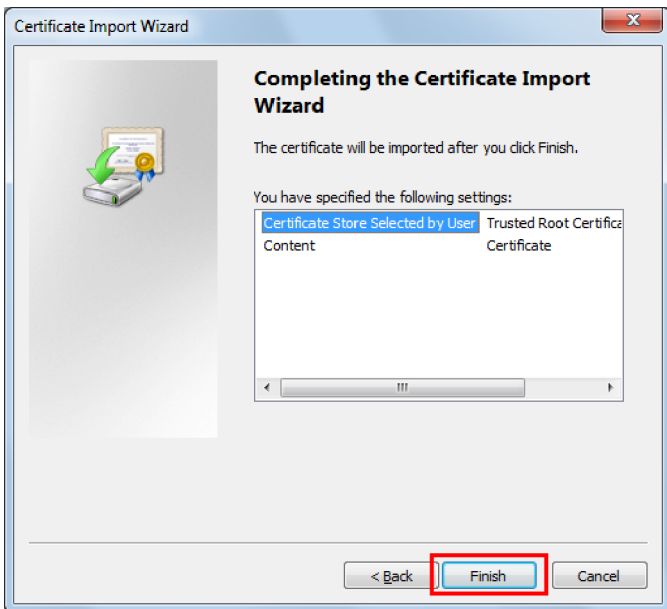 Certificate Import Wizard
Completing the Certificate Import
Wizard
The certificate will be imported after you click Finish.
You have specified the following settings:
Certificate Store Selected by User Trusted Root Certifica
Content Certificate
< Back Finish Cancel